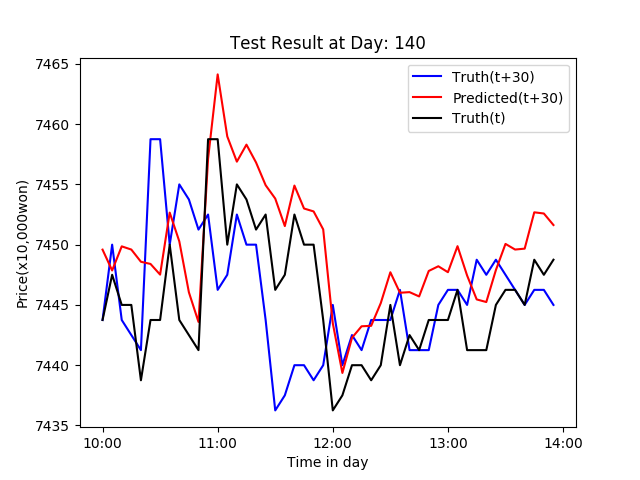 Test Result at Day: 140
Truth(t+30)
Predicted(t+30)
Truth(t)
Price(x10,000won)
7465
7460
7455
7450
7445
7440
7435
10:00 11:00 12:00 13:00 14:00
Time in day